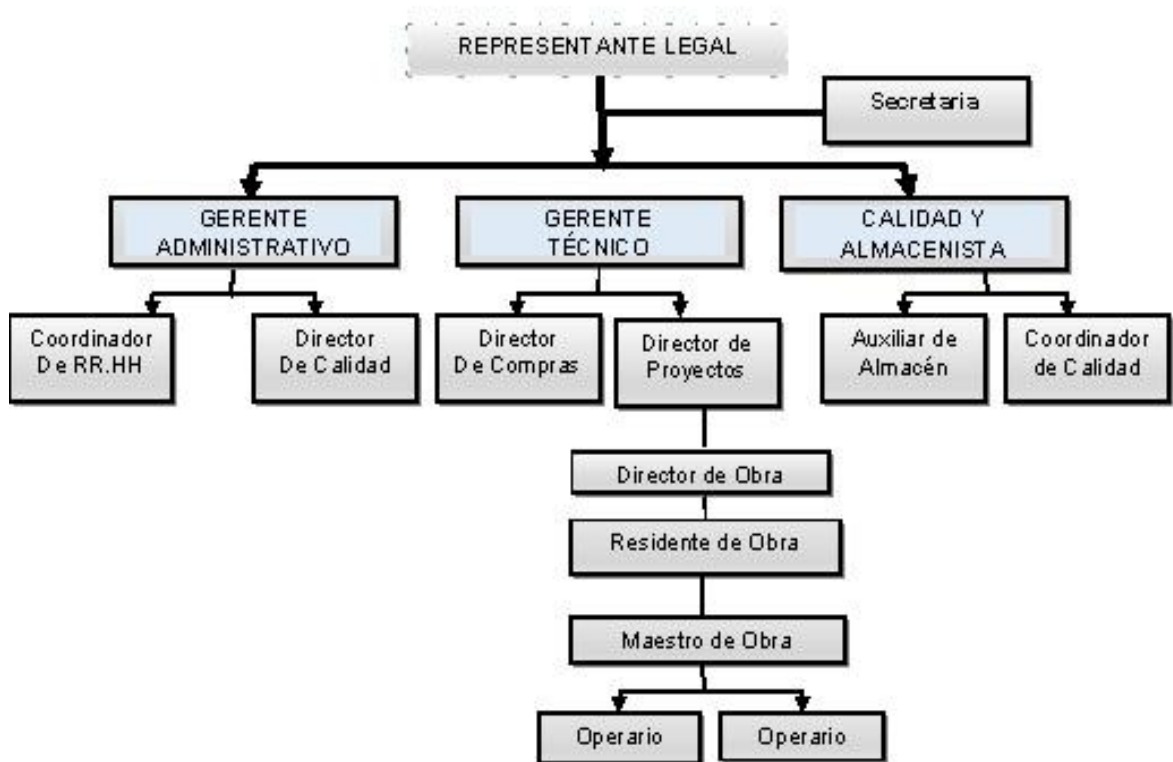 REPRESENTANTE LEGAL
Secretaria
GERENTE
ADMINISTRATIVO
GERENTE
TÉCNICO
CALIDAD Y
ALMACENISTA
Coordinador
De RR.HH
Director
De Calidad
Director
De Compras
Director de
Proyectos
Auxiliar de
Almacén
Coordinador
de Calidad
Director de Obra
Residente de Obra
Maestro de Obra
Operario
Operario